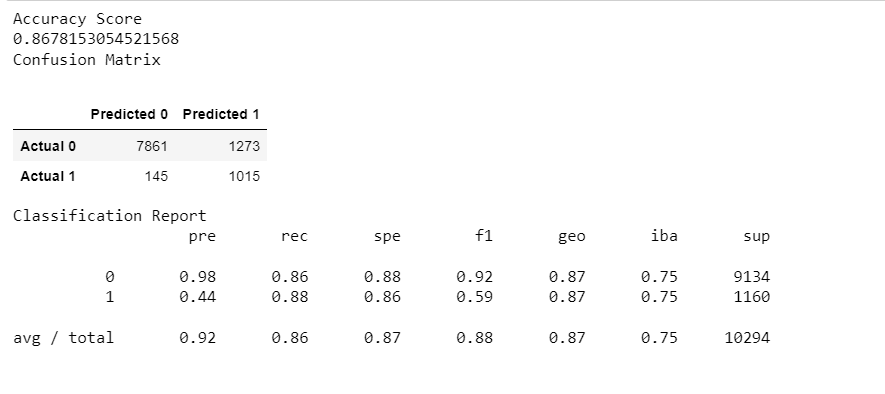 Accuracy Score
0.8678153054521568
Confusion Matrix
Predicted 0 Predicted 1
Actual 0 7861 1273
Actual 1 145 1015
Classification Report
pre rec spe f1 geo iba sup
0 0.98 0.86 0.88 0.92 0.87 0.75 9134
1 0.44 0.88 0.86 0.59 0.87 0.75 1160
avg / total 0.92 0.86 0.87 0.88 0.87 0.75 10294